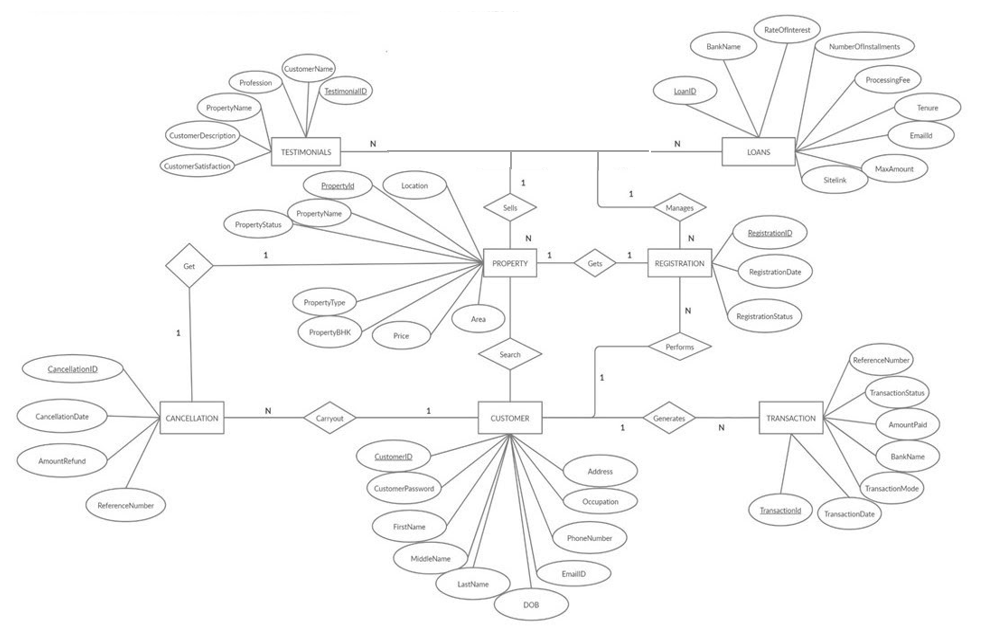 RateOfInterest
BankName
NumberOfInstallments
CustomerName
Profession
TestimonialID
LoanID
ProcessingFee
PropertyName
Tenure
CustomerDescription
EmailId
TESTIMONIALS
N
N
LOANS
CustomerSatisfaction
MaxAmount
Sitelink
PropertyId
Location
1
1
PropertyName
Sells
Manages
PropertyStatus
RegistrationID
N
N
Get
1
PROPERTY
1
Gets
1
REGISTRATION
RegistrationDate
PropertyType
N
RegistrationStatus
Area
1
PropertyBHK
Price
Search
Performs
ReferenceNumber
CancellationID
1
TransactionStatus
CancellationDate
CANCELLATION
N
Carryout
1
CUSTOMER
1
Generates
N
TRANSACTION
AmountPaid
CustomerID
BankName
AmountRefund
Address
CustomerPassword
TransactionMode
Occupation
ReferenceNumber
TransactionId
TransactionDate
FirstName
PhoneNumber
MiddleName
EmailID
LastName
DOB